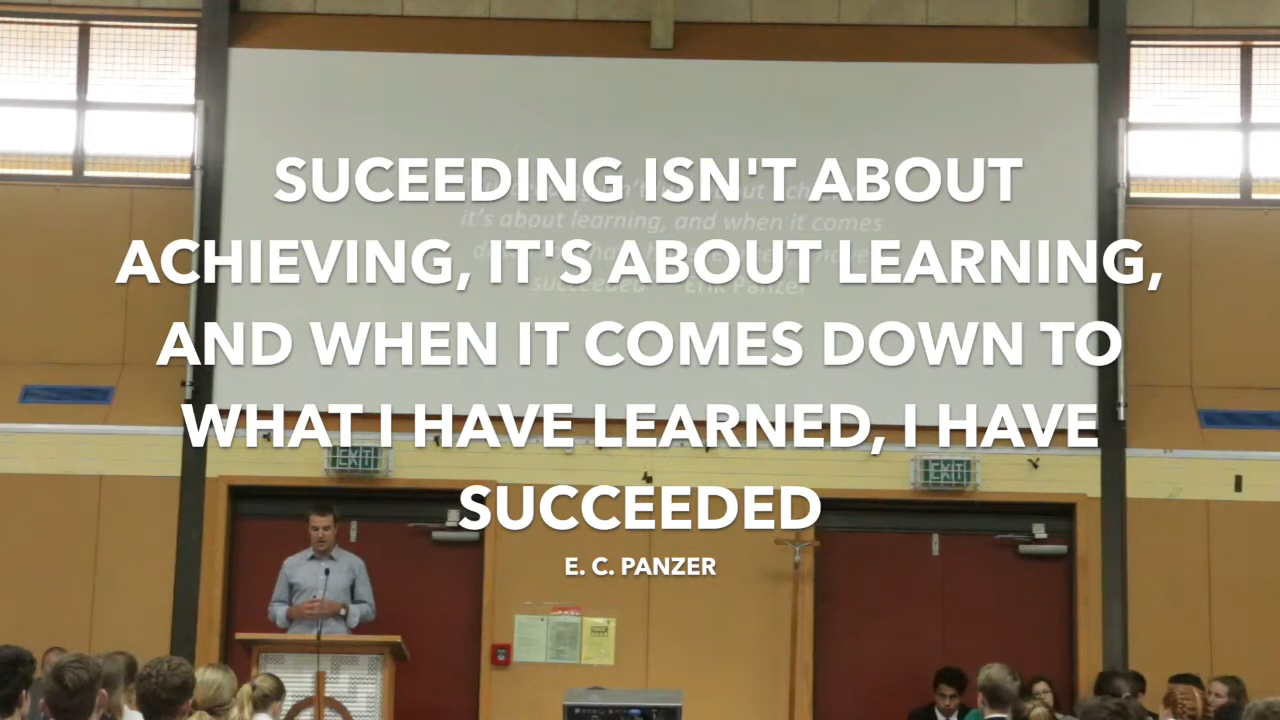 SUCEEDING ISN'T ABOUT
ACHIEVING, IT'S ABOUT LEARNING,
AND WHEN IT COMES DOWN TO
WHAT I HAVE LEARNED, I HAVE
SUCCEEDED
E. C. PANZER
it's about learning, and when it comes
succeeded
Erik Panzer
EXIT
EXIT